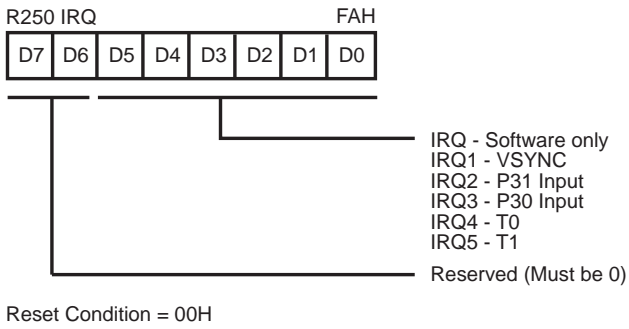 R250 IRQ FAH
D7 D6 D5 D4 D3 D2 D1 D0
IRQ - Software only
IRQ1 - VSYNC
IRQ2 - P31 Input
IRQ3 - P30 Input
IRQ4 - T0
IRQ5 - T1
Reserved (Must be 0)
Reset Condition = 00H